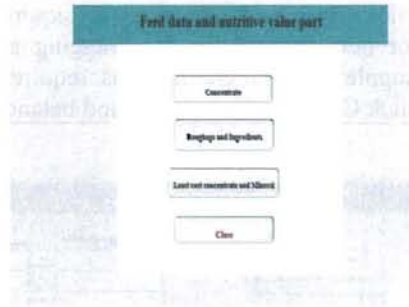 Feed data and nutritive value part
Concentrate
Roughage and Ingredients
Least cost concentrate and Mineral
Close